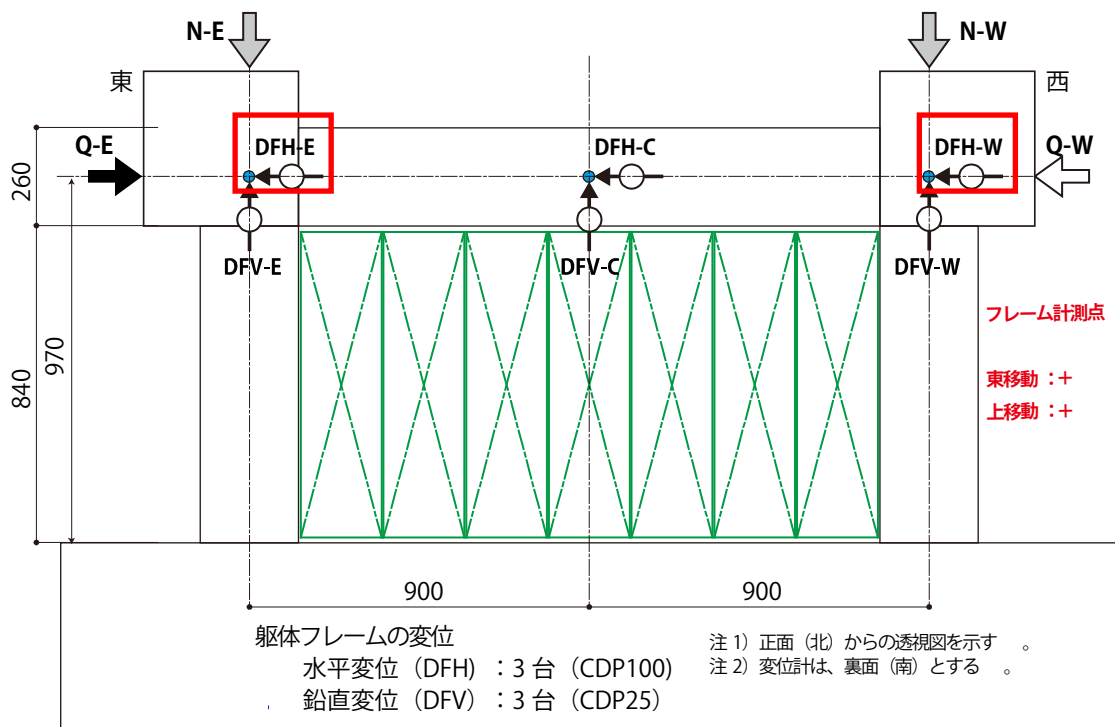 N-E
N-W
東
西
Q-E
DFH-E
DFH-C
DFH-W
Q-W
260
DFV-E
DFV-C
DFV-W
フレーム計測点
970
840
東移動：+
上移動：+
900
900
躯体フレームの変位
水平変位（DFH）：3 台（CDP100）
鉛直変位（DFV）：3 台（CDP25）
注 1）正面（北）からの透視図を示す 。
注 2）変位計は、裏面（南）とする 。